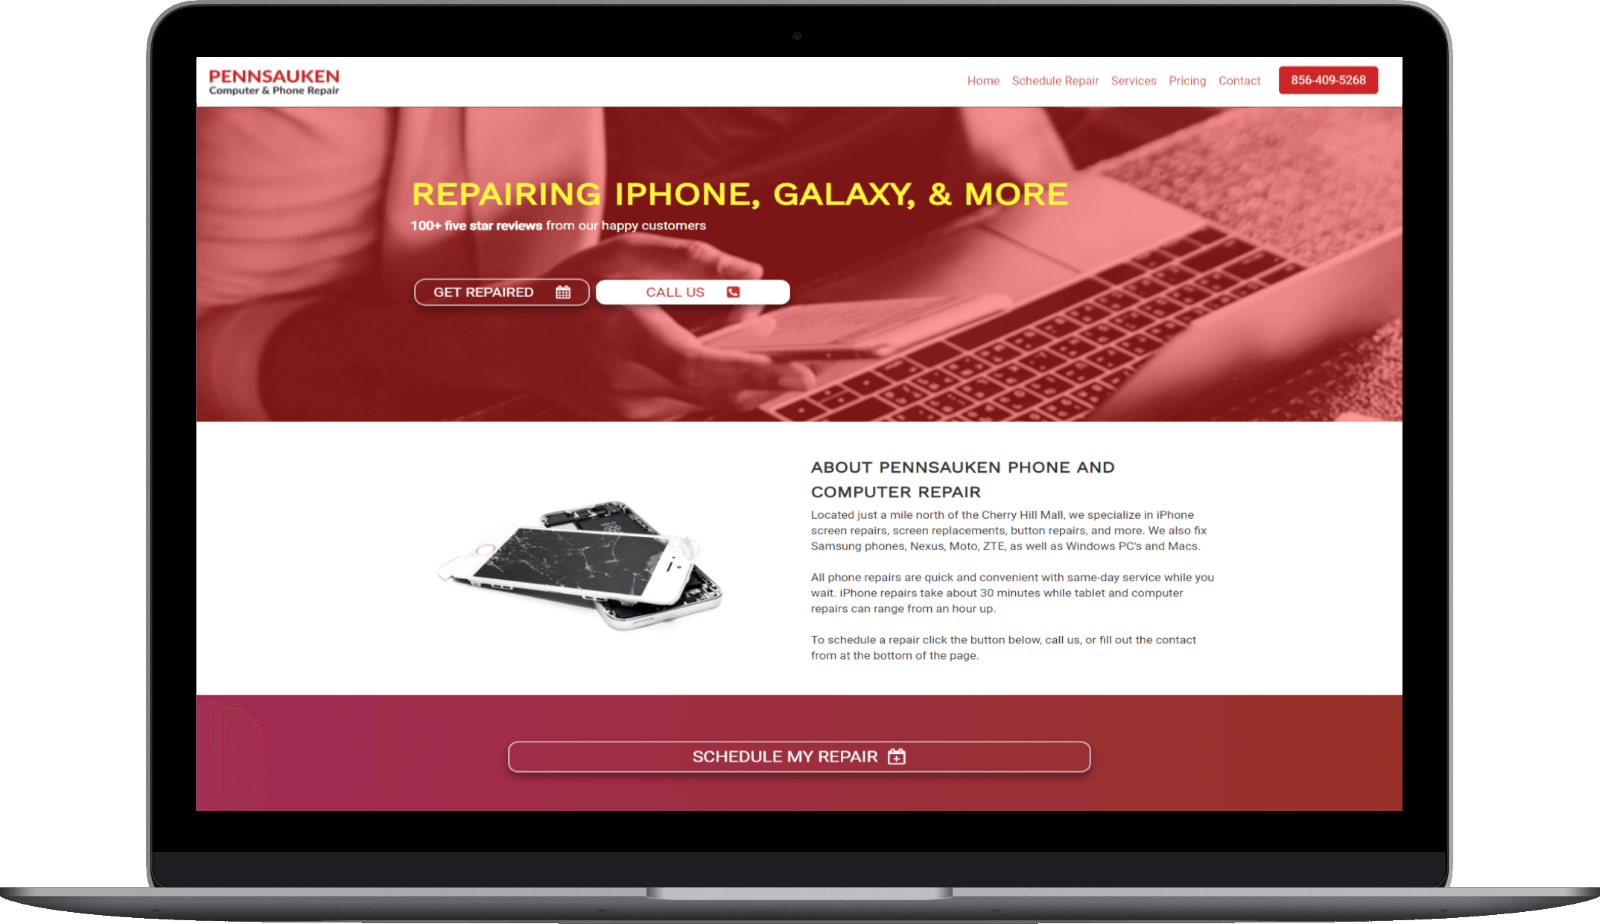 PENNSAUKEN
Computer & Phone Repair
Home Schedule Repair Services Pricing Contact 856-409-5268
REPAIRING IPHONE, GALAXY, & MORE
100+ five star reviews from our happy customers
GET REPAIRED CALL US
ABOUT PENNSAUKEN PHONE AND
COMPUTER REPAIR
Located just a mile north of the Cherry Hill Mall, we specialize in iPhone
screen repairs, screen replacements, button repairs, and more. We also fix
Samsung phones, Nexus, Moto, ZTE, as well as Windows PC's and Macs.
All phone repairs are quick and convenient with same-day service while you
wait. iPhone repairs take about 30 minutes while tablet and computer
repairs can range from an hour up.
To schedule a repair click the button below, call us, or fill out the contact
from at the bottom of the page.
SCHEDULE MY REPAIR